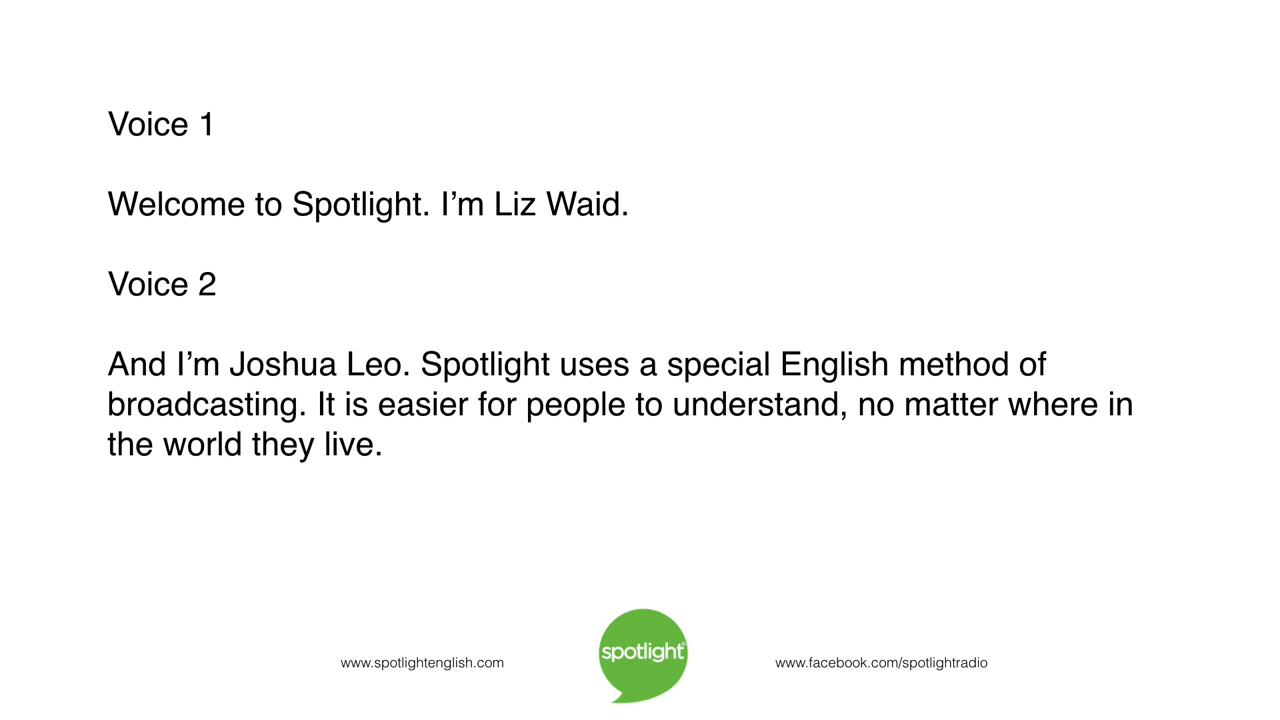 Voice 1
Welcome to Spotlight. I’m Liz Waid.
Voice 2
And I’m Joshua Leo. Spotlight uses a special English method of
broadcasting. It is easier for people to understand, no matter where in
the world they live.
www.spotlightenglish.com
spotlight®
www.facebook.com/spotlightradio